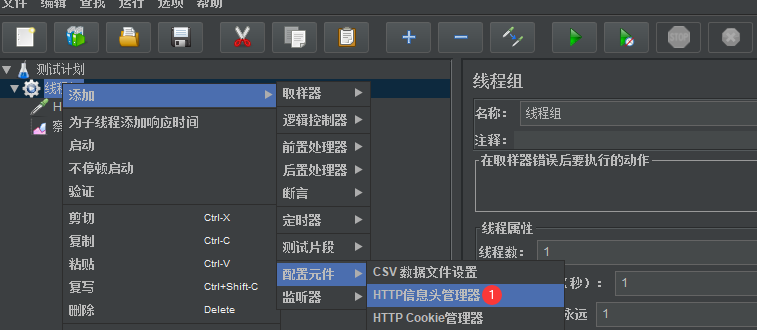 文件 编辑 查找 运行 选项 帮助
STOP
测试计划
线程组
线程
添加
取样器
线程组
H
为子线程添加响应时间
逻辑控制器
名称：
线程组
察
启动
前置处理器
注释：
不停顿启动
后置处理器
在取样器错误后要执行的动作
验证
断言
剪切 Ctrl-X
定时器
复制 Ctrl-C
线程属性
粘贴 Ctrl-V
测试片段
线程数： 1
复写 Ctrl+Shift-C
配置元件
CSV 数据文件设置
删除 Delete
监听器
HTTP信息头管理器 1
（秒）： 1
HTTP Cookie管理器
永远 1